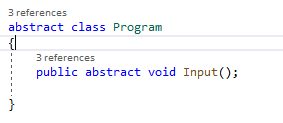 3 references
abstract class Program
{
3 references
public abstract void Input();
}